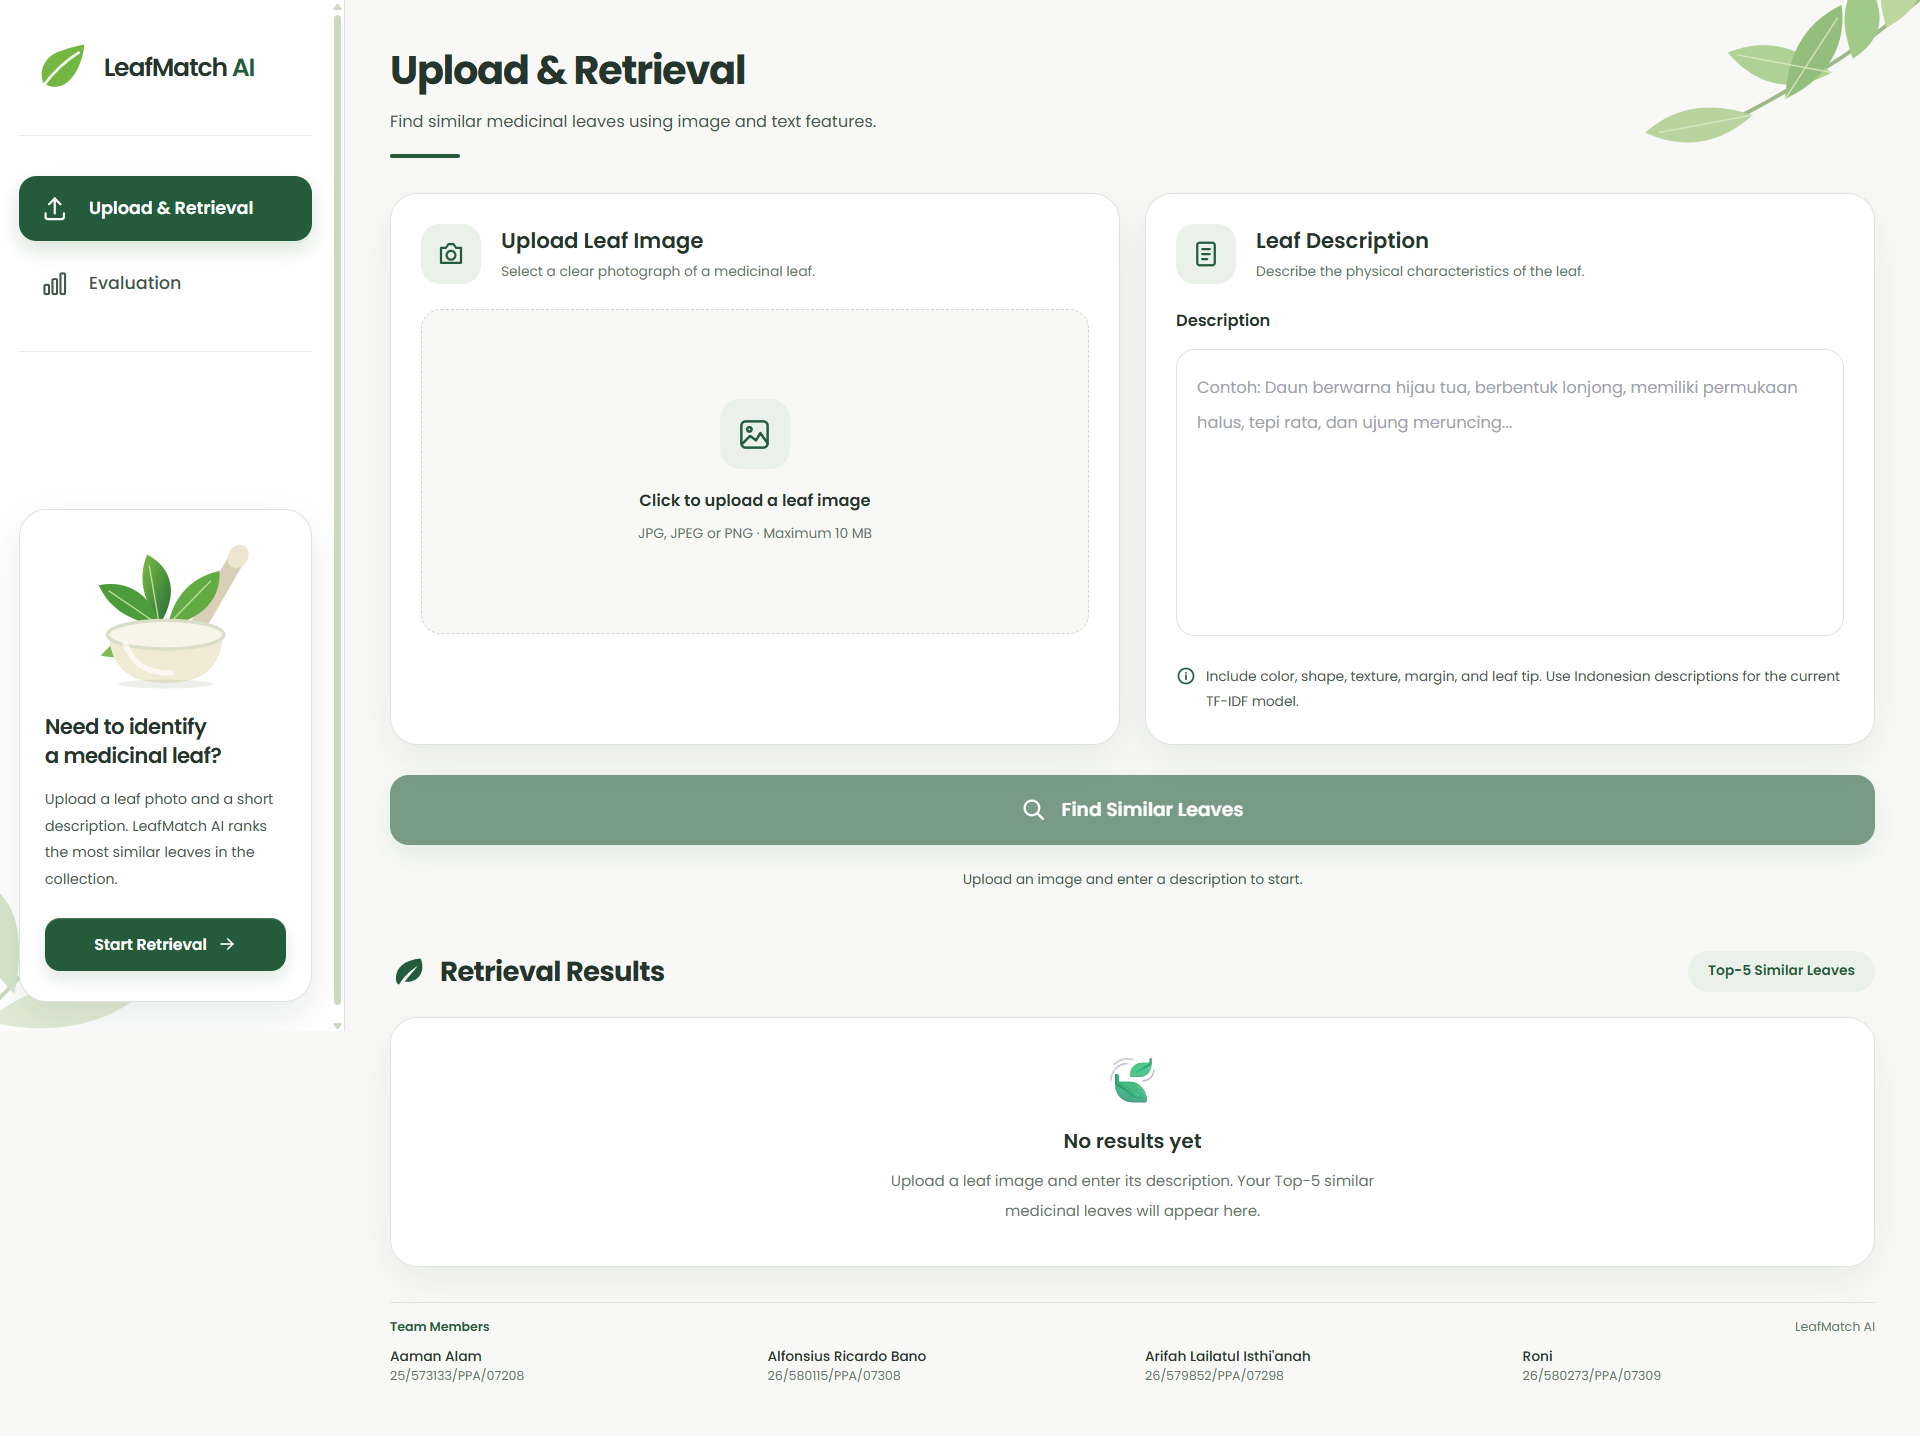 LeafMatch AI
Upload & Retrieval
Evaluation
Need to identify
a medicinal leaf?
Upload a leaf photo and a short
description. LeafMatch AI ranks
the most similar leaves in the
collection.
Start Retrieval
Upload & Retrieval
Find similar medicinal leaves using image and text features.
Upload Leaf Image
Select a clear photograph of a medicinal leaf.
Click to upload a leaf image
JPG, JPEG or PNG · Maximum 10 MB
Leaf Description
Describe the physical characteristics of the leaf.
Description
Contoh: Daun berwarna hijau tua, berbentuk lonjong, memiliki permukaan
halus, tepi rata, dan ujung meruncing...
Include color, shape, texture, margin, and leaf tip. Use Indonesian descriptions for the current
TF-IDF model.
Find Similar Leaves
Upload an image and enter a description to start.
Retrieval Results
Top-5 Similar Leaves
No results yet
Upload a leaf image and enter its description. Your Top-5 similar
medicinal leaves will appear here.
Team Members
LeafMatch AI
Aaman Alam
25/573133/PPA/07208
Alfonsius Ricardo Bano
26/580115/PPA/07308
Arifah Lailatul Isthi'anah
26/579852/PPA/07298
Roni
26/580273/PPA/07309